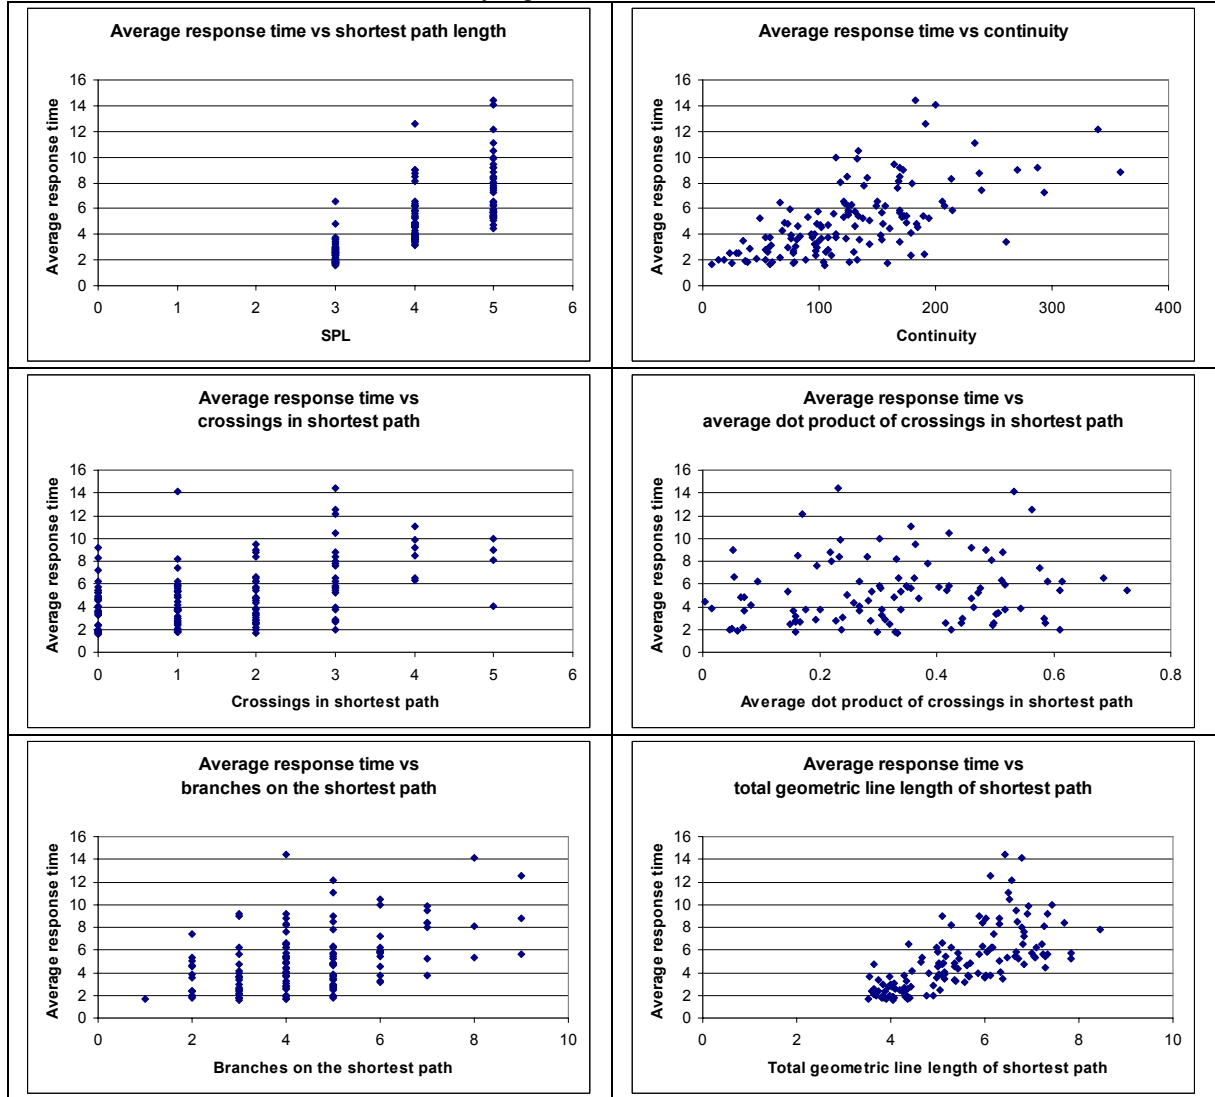 Average response time vs shortest path length
16
14
12
10
8
6
4
2
0
Average response time
0 1 2 3 4 5 6
SPL
Average response time vs continuity
16
14
12
10
8
6
4
2
0
Average response time
0 100 200 300 400
Continuity
Average response time vs
crossings in shortest path
16
14
12
10
8
6
4
2
0
Average response time
0 1 2 3 4 5 6
Crossings in shortest path
Average response time vs
average dot product of crossings in shortest path
16
14
12
10
8
6
4
2
0
Average response time
0 0.2 0.4 0.6 0.8
Average dot product of crossings in shortest path
Average response time vs
branches on the shortest path
16
14
12
10
8
6
4
2
0
Average response time
0 2 4 6 8 10
Branches on the shortest path
Average response time vs
total geometric line length of shortest path
16
14
12
10
8
6
4
2
0
Average response time
0 2 4 6 8 10
Total geometric line length of shortest path